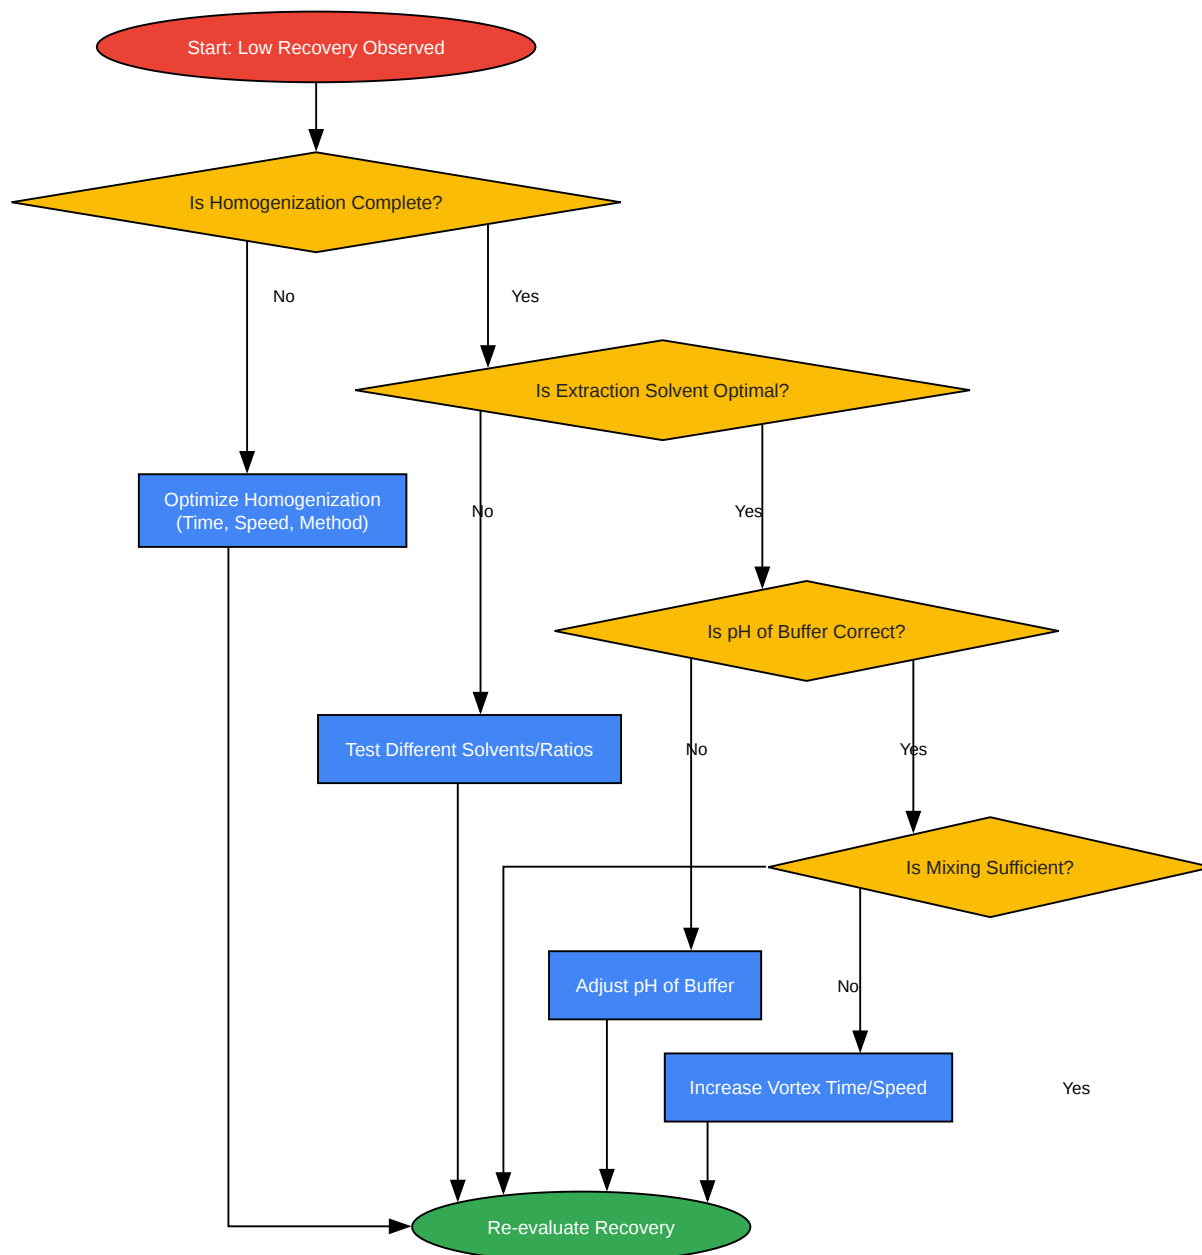 Start: Low Recovery Observed
Is Homogenization Complete?
No
Yes
Is Extraction Solvent Optimal?
Optimize Homogenization
(Time, Speed, Method)
No
Yes
Is pH of Buffer Correct?
Test Different Solvents/Ratios
No
Yes
Is Mixing Sufficient?
Adjust pH of Buffer
No
Increase Vortex Time/Speed
Yes
Re-evaluate Recovery